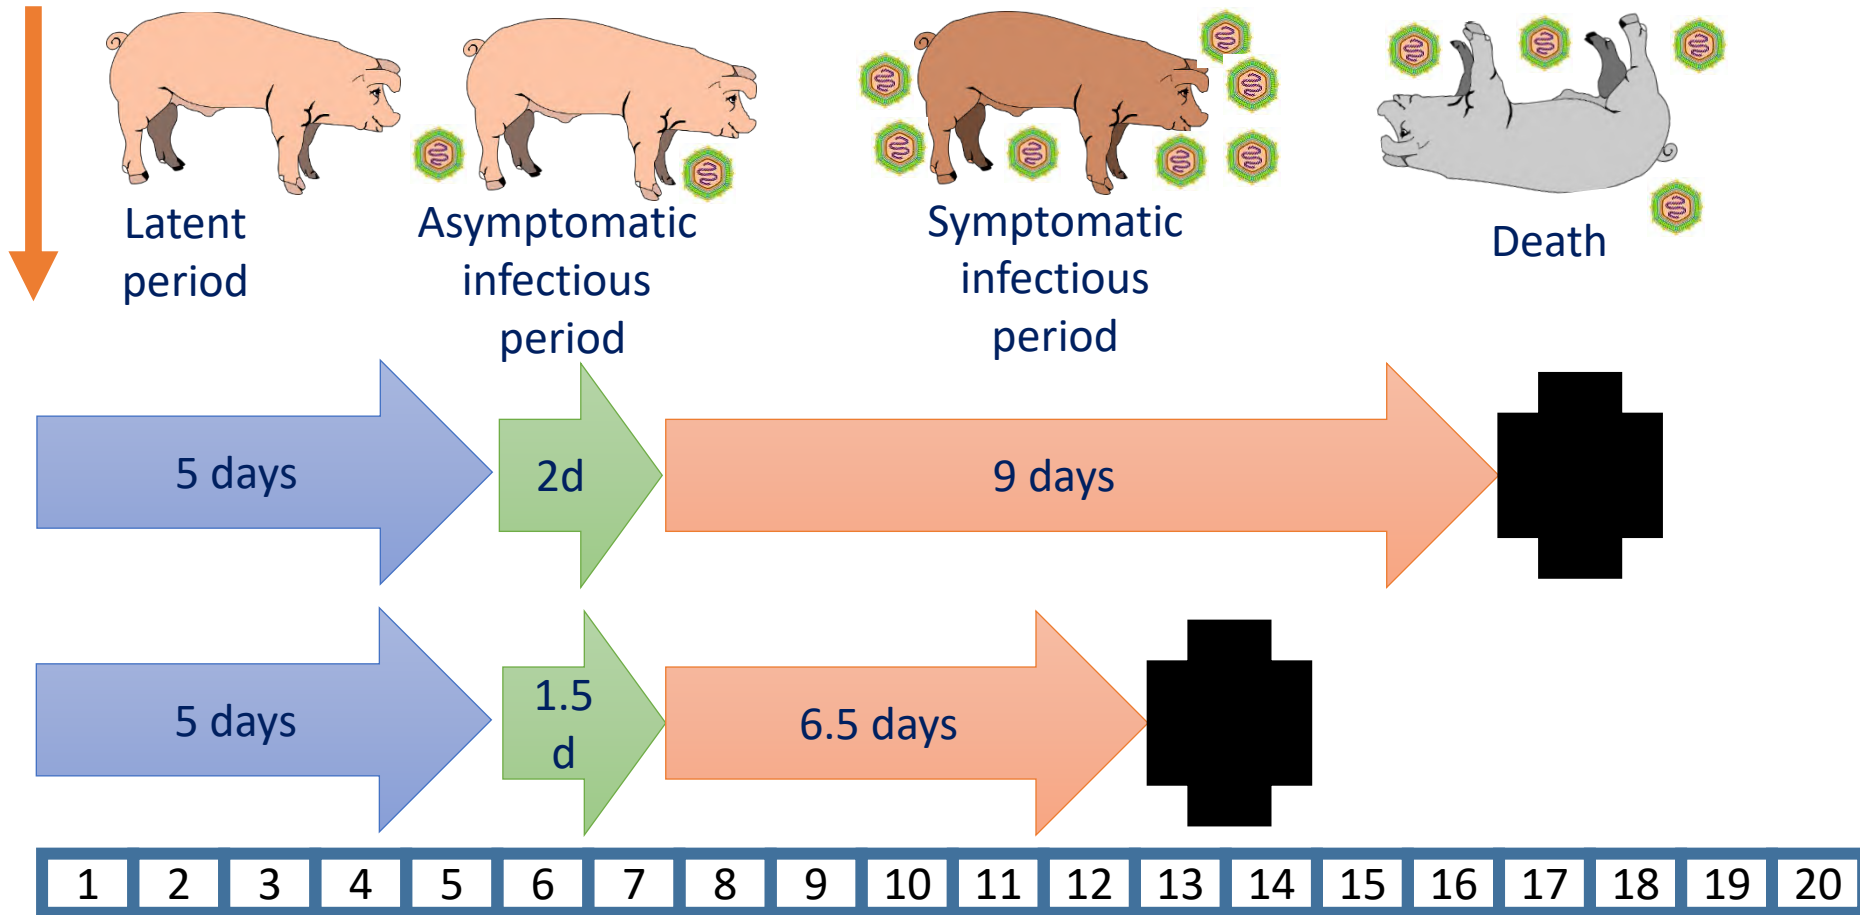 Latent
period
Asymptomatic
infectious
period
Symptomatic
infectious
period
Death
5 days
2d
9 days
5 days
1.5
d
6.5 days
1 2 3 4 5 6 7 8 9 10 11 12 13 14 15 16 17 18 19 20